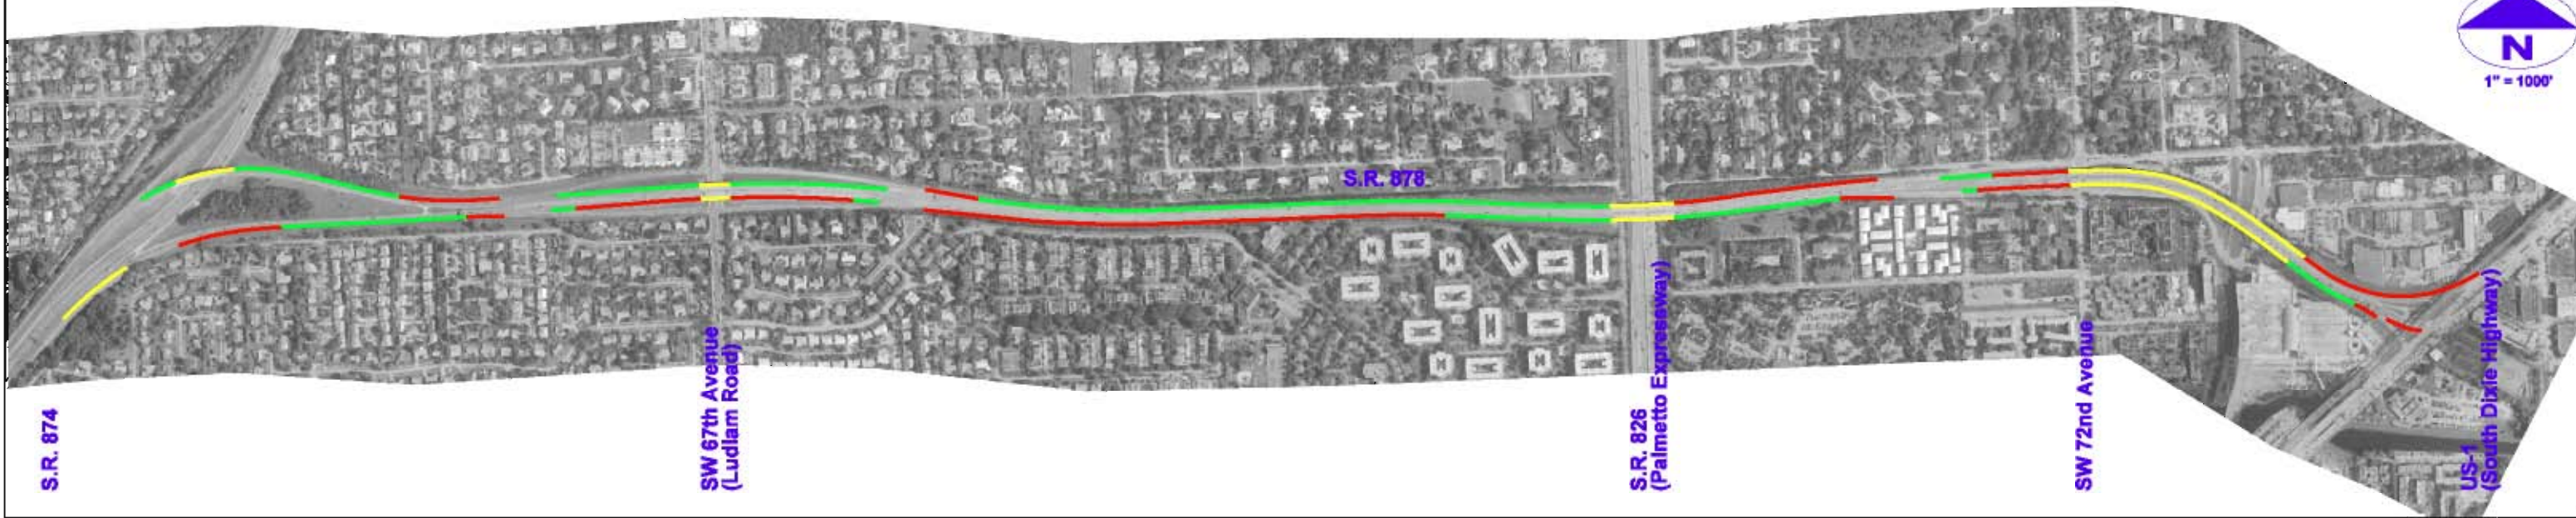 N
1" = 1000'
S.R. 878
S.R. 874
SW 67th Avenue
(Ludlam Road)
S.R. 826
(Palmetto Expressway)
SW 72nd Avenue
US-1
(South Dixie Highway)